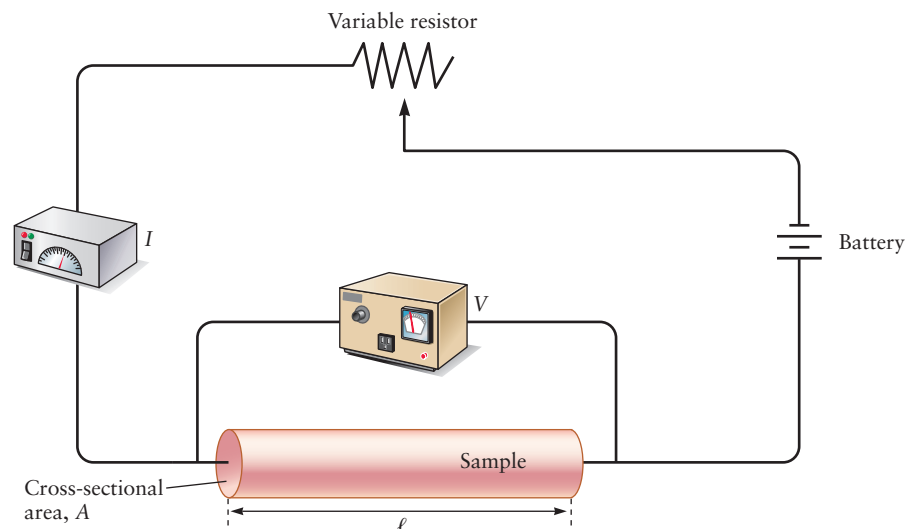 Variable resistor
I
Battery
V
Sample
Cross-sectional
area, A
ℓ